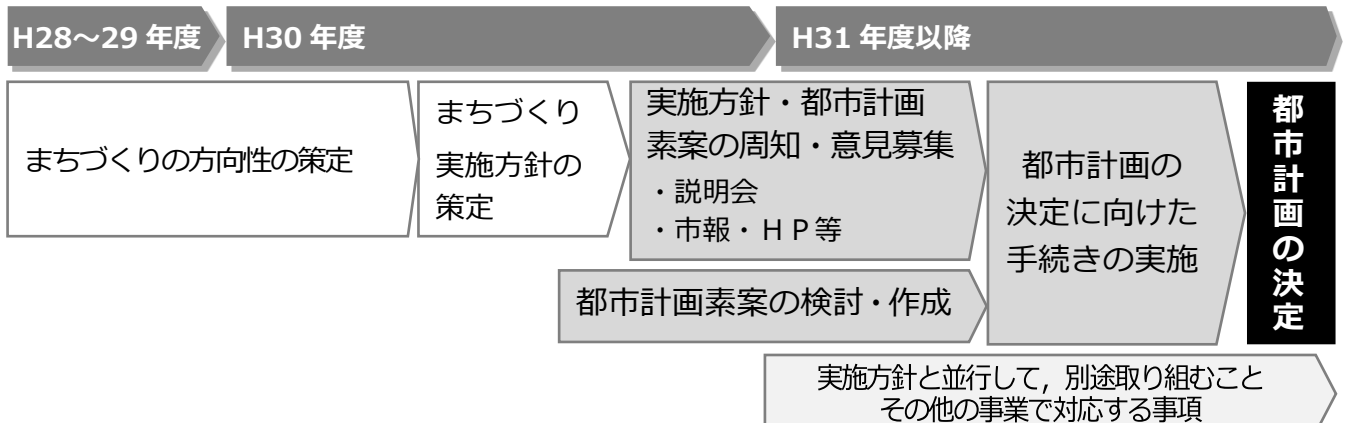 H28～29 年度
H30 年度
H31 年度以降
まちづくりの方向性の策定
まちづくり
実施方針の
策定
実施方針・都市計画
素案の周知・意見募集
・説明会
・市報・ＨＰ等
都市計画素案の検討・作成
都市計画の
決定に向けた
手続きの実施
都市計画の決定
実施方針と並行して，別途取り組むこと
その他の事業で対応する事項